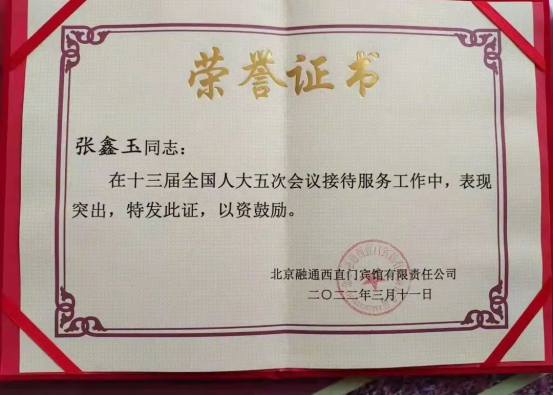 荣誉证书
张鑫玉同志：
在十三届全国人大五次会议接待服务工作中，表现
突出，特发此证，以资鼓励。
北京融通西直门宾馆有限责任公司
二〇二二年三月十一日